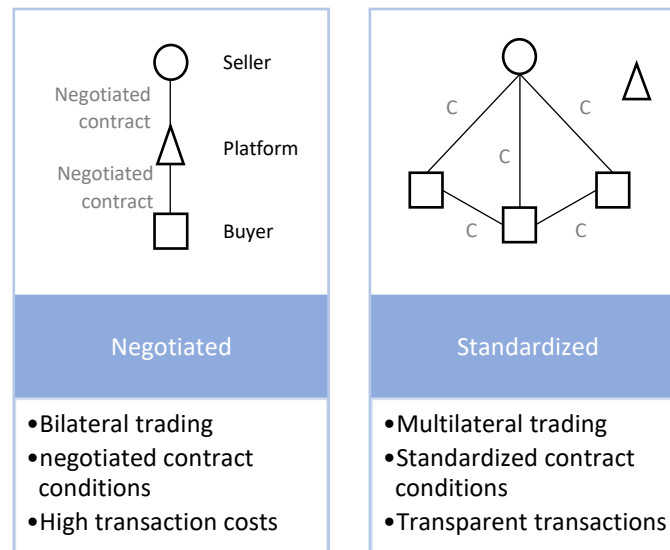 Seller
Negotiated
contract
Platform
Negotiated
contract
Buyer
Negotiated
•Bilateral trading
•negotiated contract
conditions
•High transaction costs
C
C
C
C
C
Standardized
•Multilateral trading
•Standardized contract
conditions
•Transparent transactions